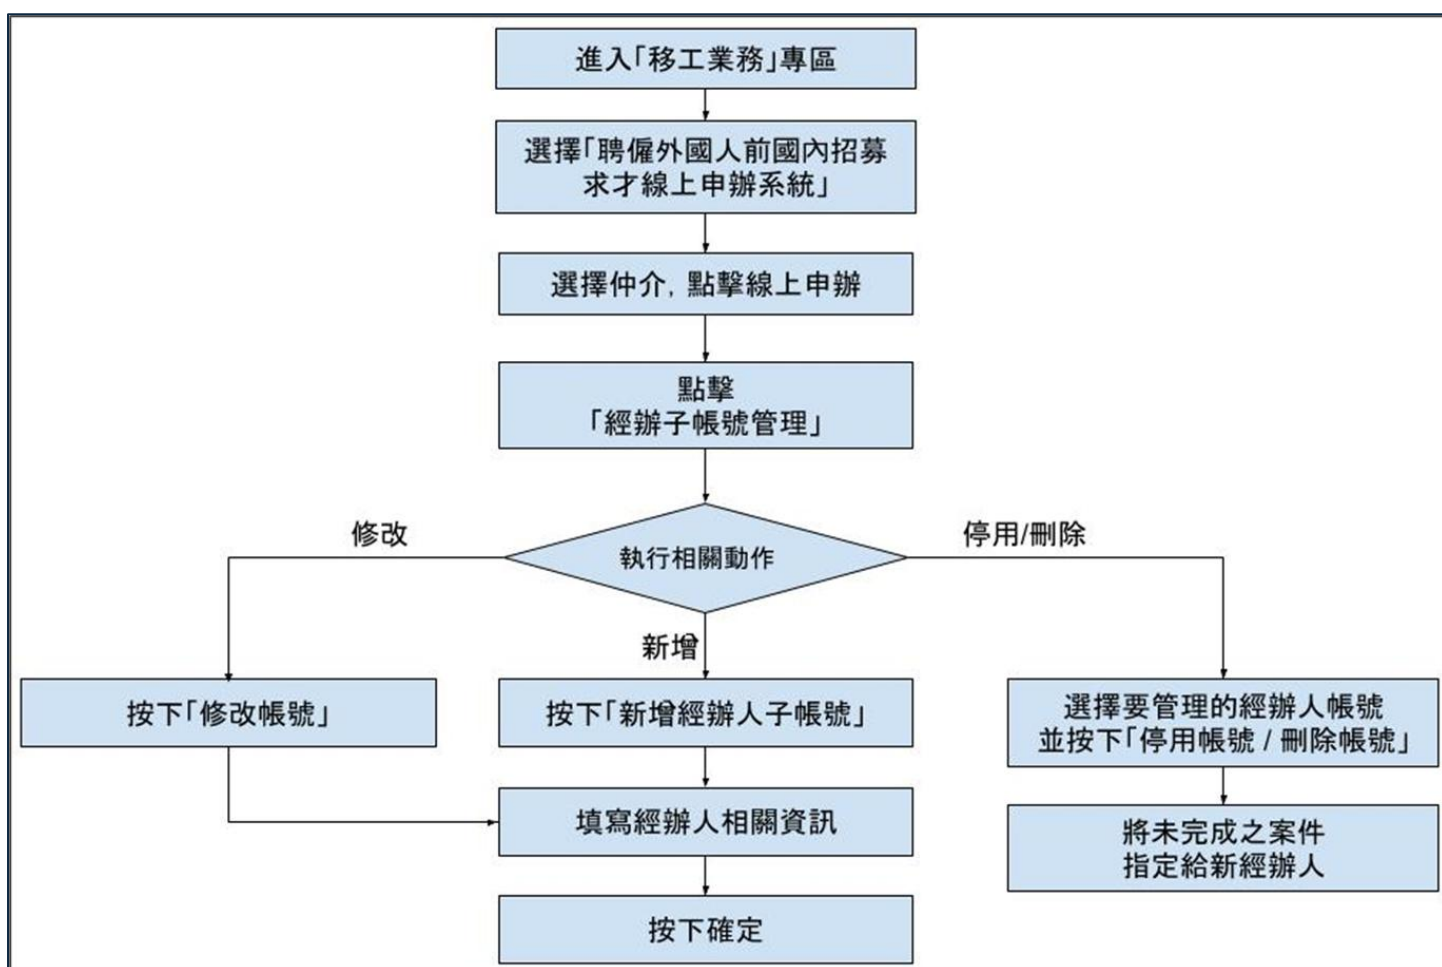 進入「移工業務」專區
選擇「聘僱外國人前國內招募
求才線上申辦系統」
選擇仲介, 點擊線上申辦
點擊
「經辦子帳號管理」
執行相關動作
修改
新增
停用/刪除
按下「修改帳號」
按下「新增經辦人子帳號」
選擇要管理的經辦人帳號
並按下「停用帳號 / 刪除帳號」
填寫經辦人相關資訊
將未完成之案件
指定給新經辦人
按下確定